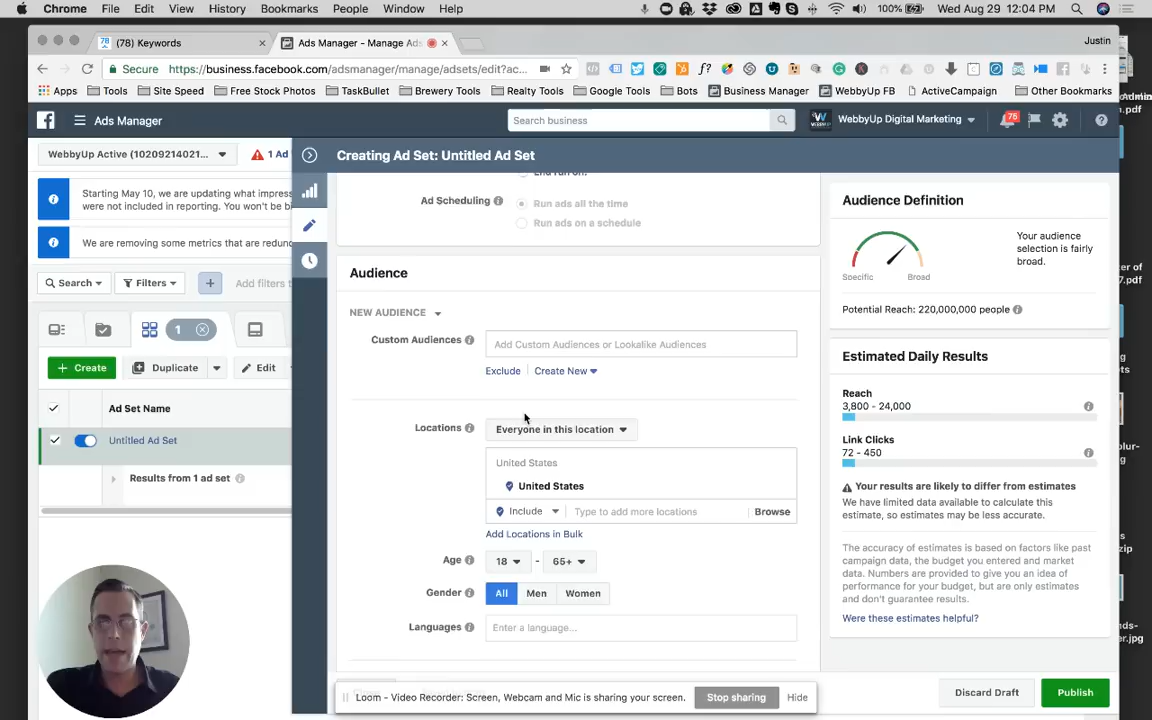 Chrome File Edit View History Bookmarks People Window Help 100% Wed Aug 29 12:04 PM
(78) Keywords Ads Manager - Manage Ads Justin
Secure https://business.facebook.com/adsmanager/manage/adsets/edit?ac...
Apps Tools Site Speed Free Stock Photos TaskBullet Brewery Tools Realty Tools Google Tools Bots Business Manager WebbyUp FB ActiveCampaign Other Bookmarks
Ads Manager Search business WebbyUp Digital Marketing 75
WebbyUp Active (10209214021... 1 Ad
Creating Ad Set: Untitled Ad Set
Starting May 10, we are updating what impress
were not included in reporting. You won't be b
We are removing some metrics that are redund
Search Filters + Add filters t
1
+ Create Duplicate Edit
Ad Set Name
Untitled Ad Set
Results from 1 ad set
End run on:
Ad Scheduling Run ads all the time
Run ads on a schedule
Audience
NEW AUDIENCE
Custom Audiences Add Custom Audiences or Lookalike Audiences
Exclude Create New
Locations Everyone in this location
United States
United States
Include Type to add more locations Browse
Add Locations in Bulk
Age 18 - 65+
Gender All Men Women
Languages Enter a language...
Audience Definition
Your audience
selection is fairly
broad.
Specific Broad
Potential Reach: 220,000,000 people
Estimated Daily Results
Reach
3,800 - 24,000
Link Clicks
72 - 450
Your results are likely to differ from estimates
We have limited data available to calculate this
estimate, so estimates may be less accurate.
The accuracy of estimates is based on factors like past
campaign data, the budget you entered and market
data. Numbers are provided to give you an idea of
performance for your budget, but are only estimates
and don't guarantee results.
Were these estimates helpful?
Loom - Video Recorder: Screen, Webcam and Mic is sharing your screen. Stop sharing Hide
Discard Draft Publish